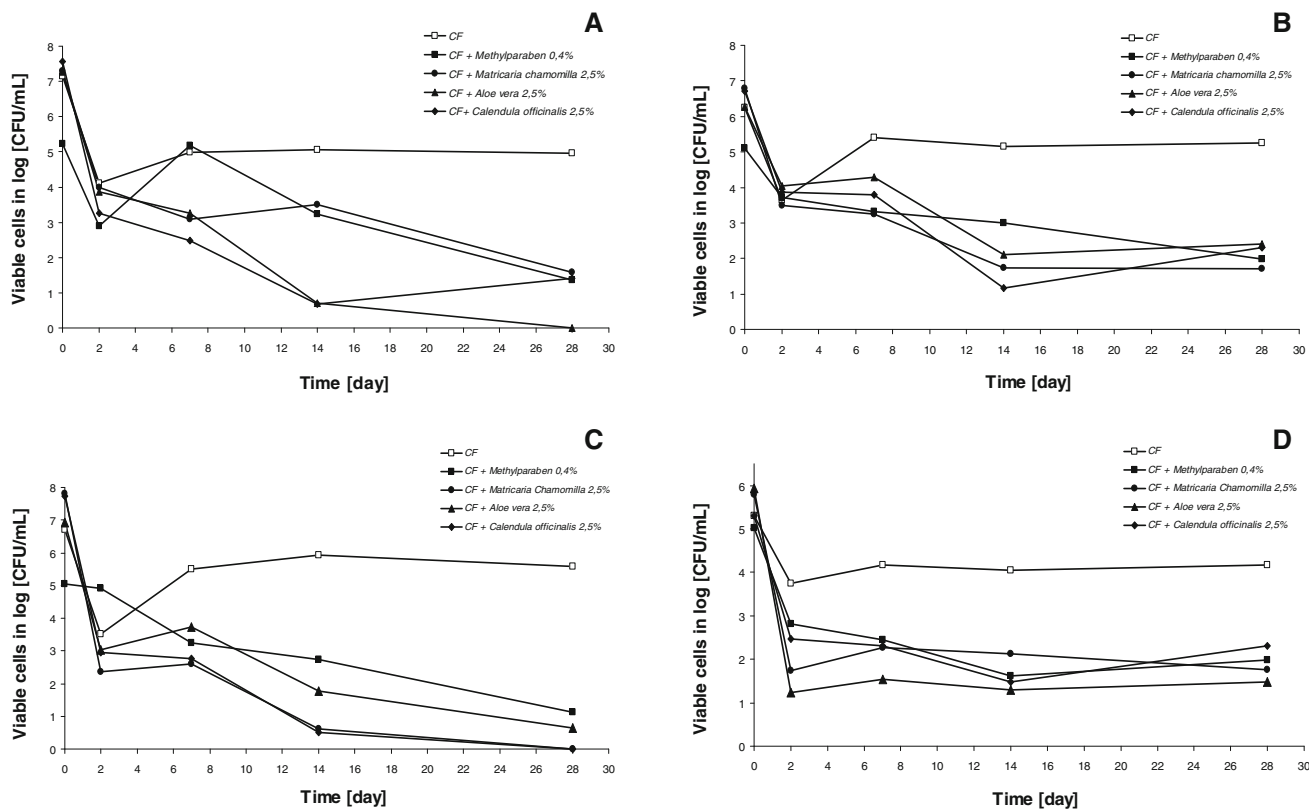 A
CF
CF + Methylparaben 0,4%
CF + Matricaria chamomilla 2,5%
CF + Aloe vera 2,5%
CF+ Calendula officinalis 2,5%
Viable cells in log [CFU/mL]
8
7
6
5
4
3
2
1
0
0 2 4 6 8 10 12 14 16 18 20 22 24 26 28 30
Time [day]
B
CF
CF + Methylparaben 0,4%
CF + Matricaria chamomilla 2,5%
CF + Aloe vera 2,5%
CF + Calendula officinalis 2,5%
Viable cells in log [CFU/mL]
8
7
6
5
4
3
2
1
0
0 2 4 6 8 10 12 14 16 18 20 22 24 26 28 30
Time [day]
C
CF
CF + Methylparaben 0,4%
CF + Matricaria Chamomilla 2,5%
CF + Aloe vera 2,5%
CF + Calendula officinalis 2,5%
Viable cells in log [CFU/mL]
8
7
6
5
4
3
2
1
0
0 2 4 6 8 10 12 14 16 18 20 22 24 26 28 30
Time [day]
D
CF
CF + Methylparaben 0,4%
CF + Matricaria Chamomilla 2,5%
CF + Aloe vera 2,5%
CF + Calendula officinalis 2,5%
Viable cells in log [CFU/mL]
6
5
4
3
2
1
0
0 2 4 6 8 10 12 14 16 18 20 22 24 26 28 30
Time [day]